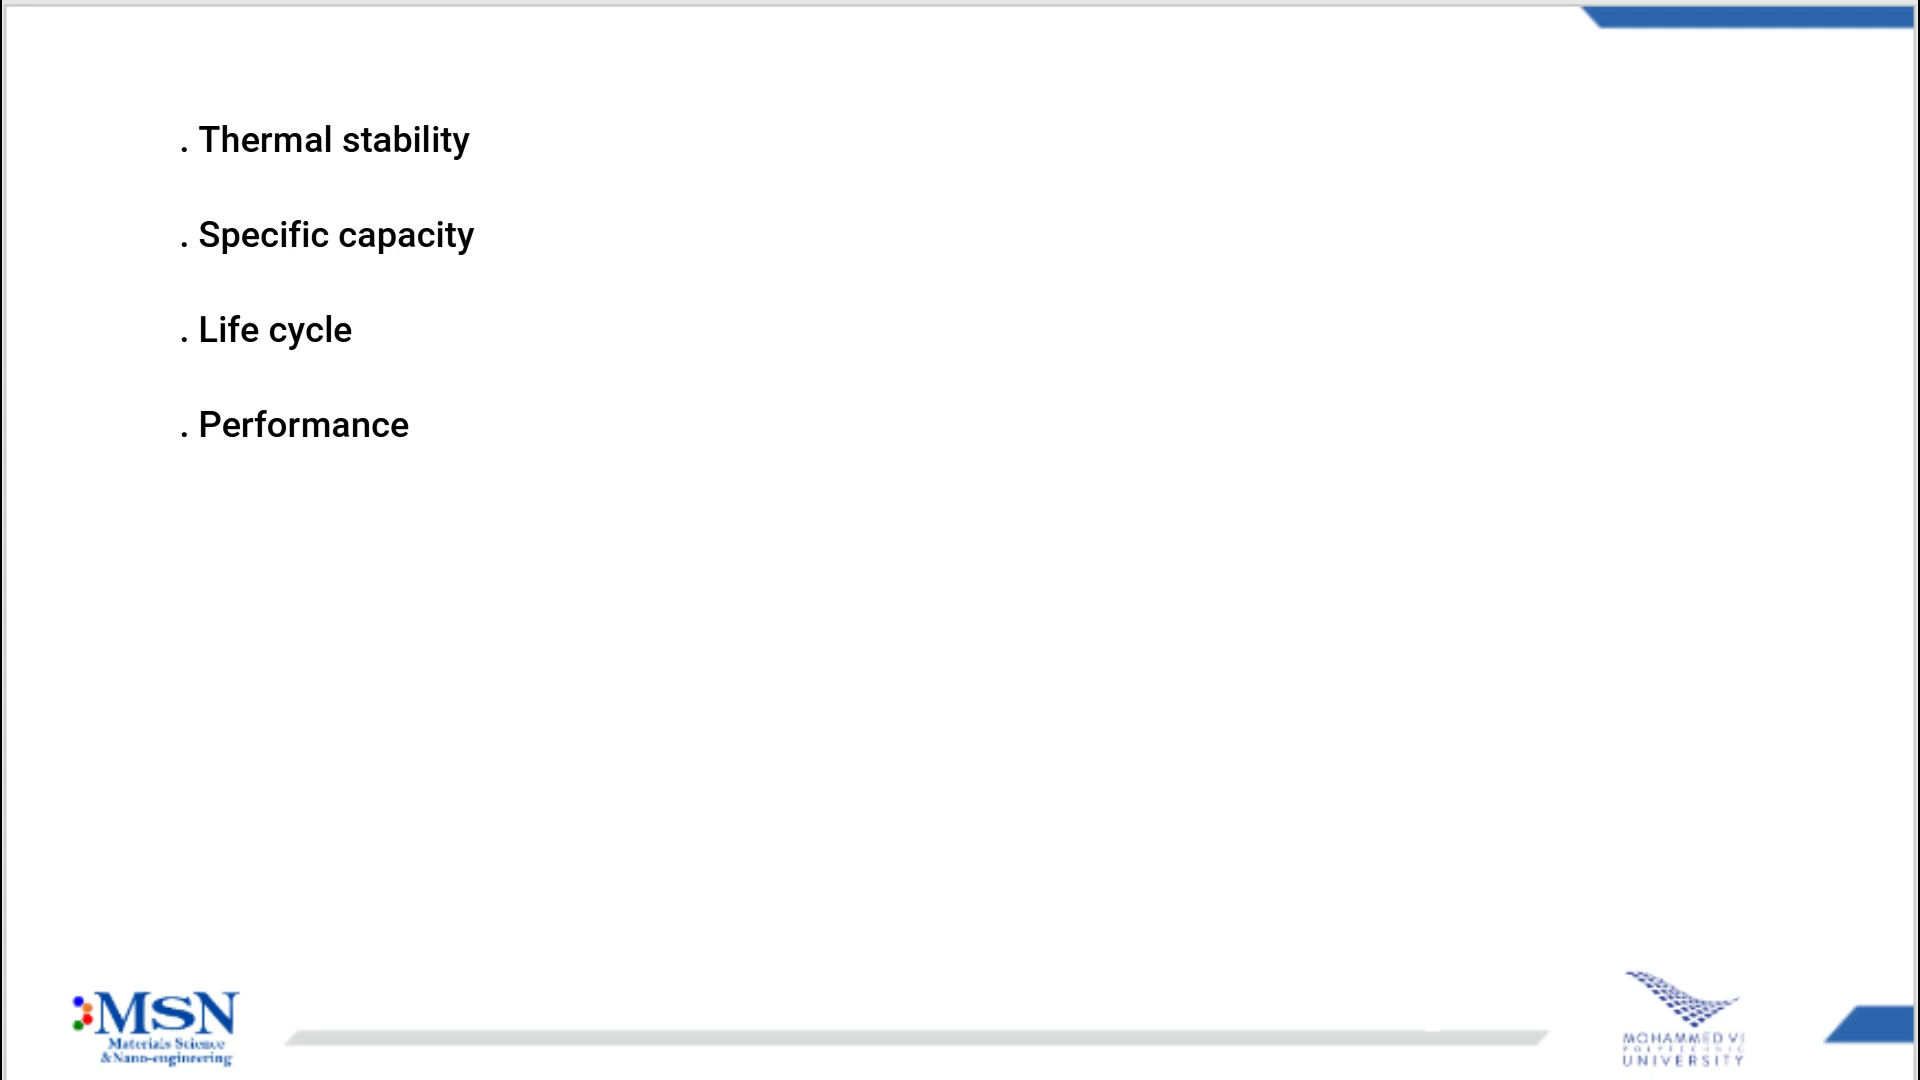 . Thermal stability
. Specific capacity
. Life cycle
. Performance
MSN
Materials Science
& Nano-engineering
MOHAMMED VI
POLYTECHNIC
UNIVERSITY